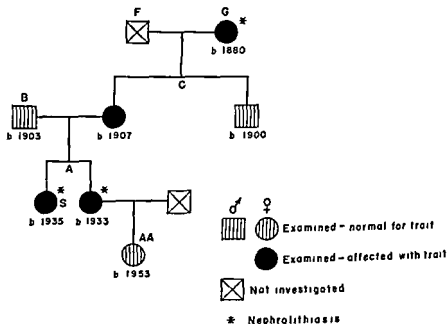 F G *
b 1880
C
B
b 1903 b 1907 b 1900
A
* S *
b 1935 b 1933
AA
b 1953
♂ ♀
Examined-normal for trait
Examined-affected with trait
Not investigated
* Nephrolithiasis